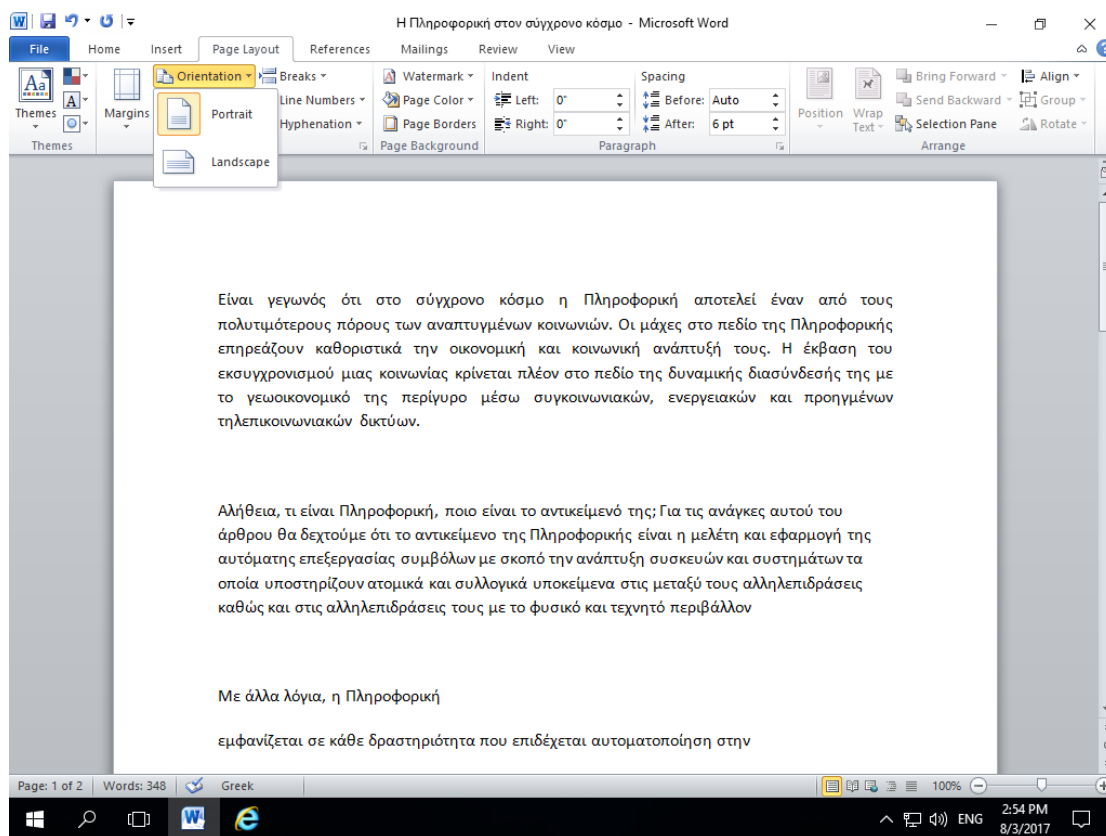 Η Πληροφορική στον σύγχρονο κόσμο - Microsoft Word
File Home Insert Page Layout References Mailings Review View
Orientation Breaks Watermark Indent Spacing Bring Forward Align
Line Numbers Page Color Left: 0" Before: Auto Send Backward Group
Themes Margins Portrait Hyphenation Page Borders Right: 0" After: 6 pt Position Wrap Text Selection Pane Rotate
Themes Page Background Paragraph Arrange
Landscape
Είναι γεγωνός ότι στο σύγχρονο κόσμο η Πληροφορική αποτελεί έναν από τους
πολυτιμότερους πόρους των αναπτυγμένων κοινωνιών. Οι μάχες στο πεδίο της Πληροφορικής
επηρεάζουν καθοριστικά την οικονομική και κοινωνική ανάπτυξή τους. Η έκβαση του
εκσυγχρονισμού μιας κοινωνίας κρίνεται πλέον στο πεδίο της δυναμικής διασύνδεσής της με
το γεωοικονομικό της περίγυρο μέσω συγκοινωνιακών, ενεργειακών και προηγμένων
τηλεπικοινωνιακών δικτύων.
Αλήθεια, τι είναι Πληροφορική, ποιο είναι το αντικείμενό της; Για τις ανάγκες αυτού του
άρθρου θα δεχτούμε ότι το αντικείμενο της Πληροφορικής είναι η μελέτη και εφαρμογή της
αυτόματης επεξεργασίας συμβόλων με σκοπό την ανάπτυξη συσκευών και συστημάτων τα
οποία υποστηρίζουν ατομικά και συλλογικά υποκείμενα στις μεταξύ τους αλληλεπιδράσεις
καθώς και στις αλληλεπιδράσεις τους με το φυσικό και τεχνητό περιβάλλον
Με άλλα λόγια, η Πληροφορική
εμφανίζεται σε κάθε δραστηριότητα που επιδέχεται αυτοματοποίηση στην
Page: 1 of 2 Words: 348 Greek 100%
ENG 2:54 PM
8/3/2017